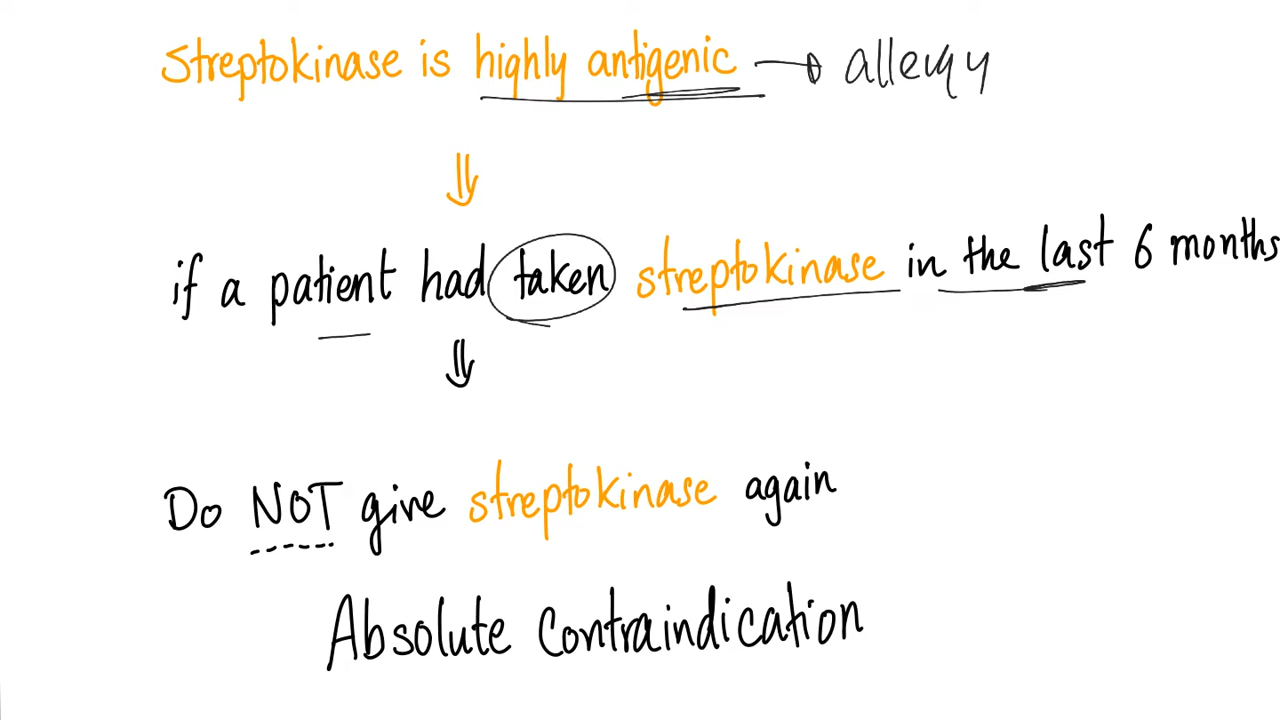 Streptokinase is highly antigenic → allergy
⇓
if a patient had taken streptokinase in the last 6 months
⇓
Do NOT give streptokinase again
Absolute contraindication